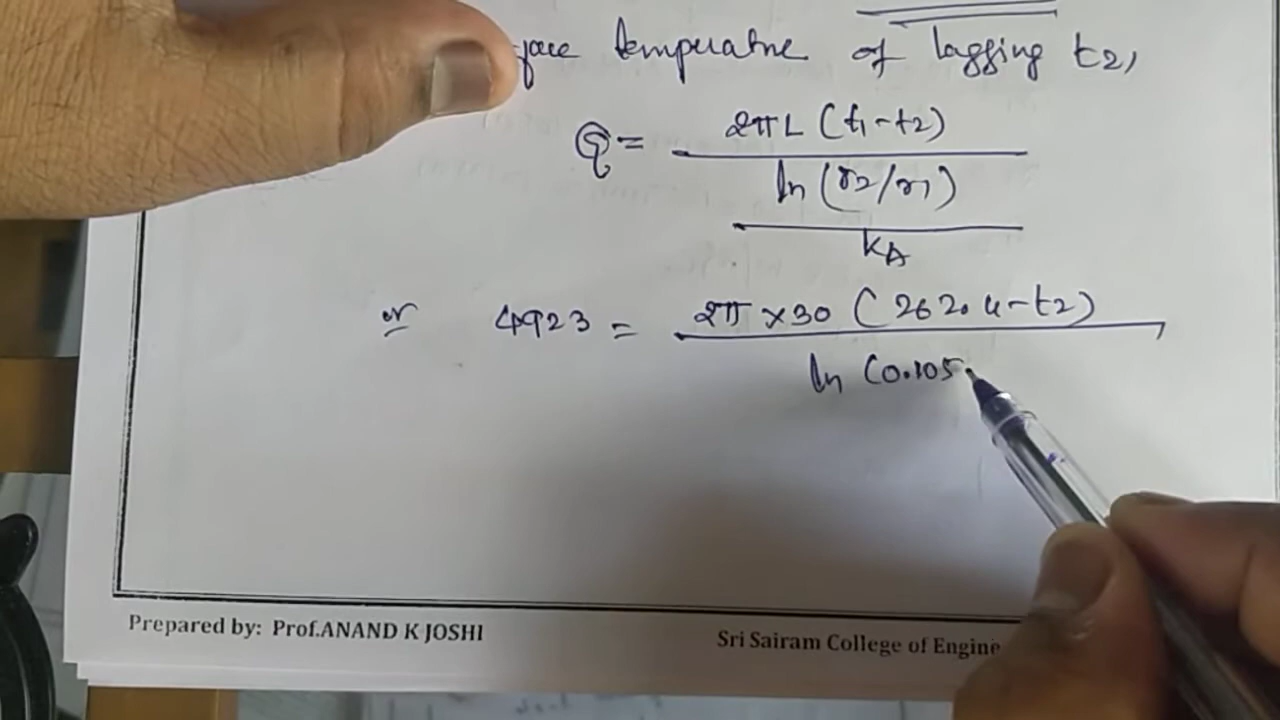 temperature of lagging t2,
Q = 2πL (t1-t2)
ln (r2/r1)
KA
or 4923 = 2π x 30 (262.4-t2)
ln (0.105
Prepared by: Prof.ANAND K JOSHI
Sri Sairam College of Engine